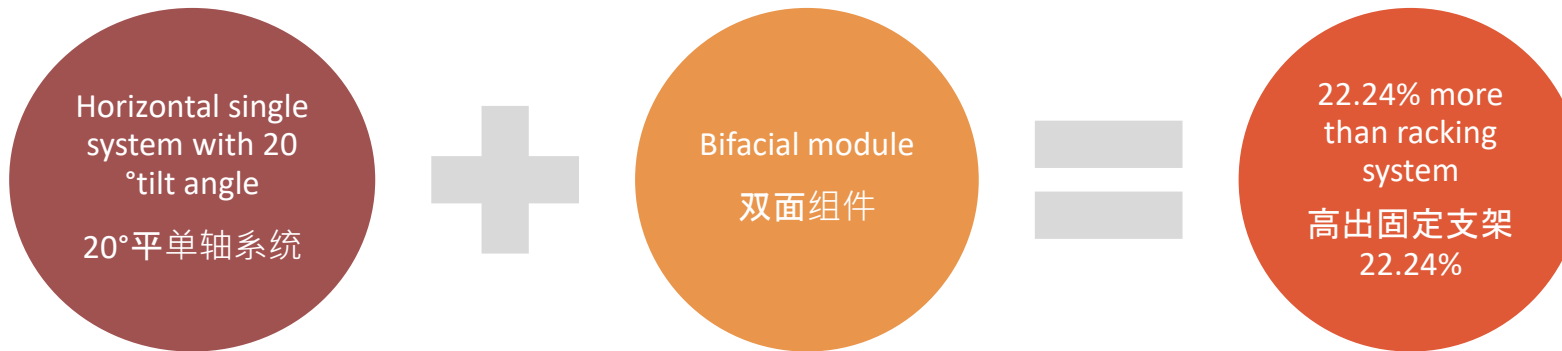 Horizontal single
system with 20
°tilt angle
20°平单轴系统
Bifacial module
双面组件
22.24% more
than racking
system
高出固定支架
22.24%